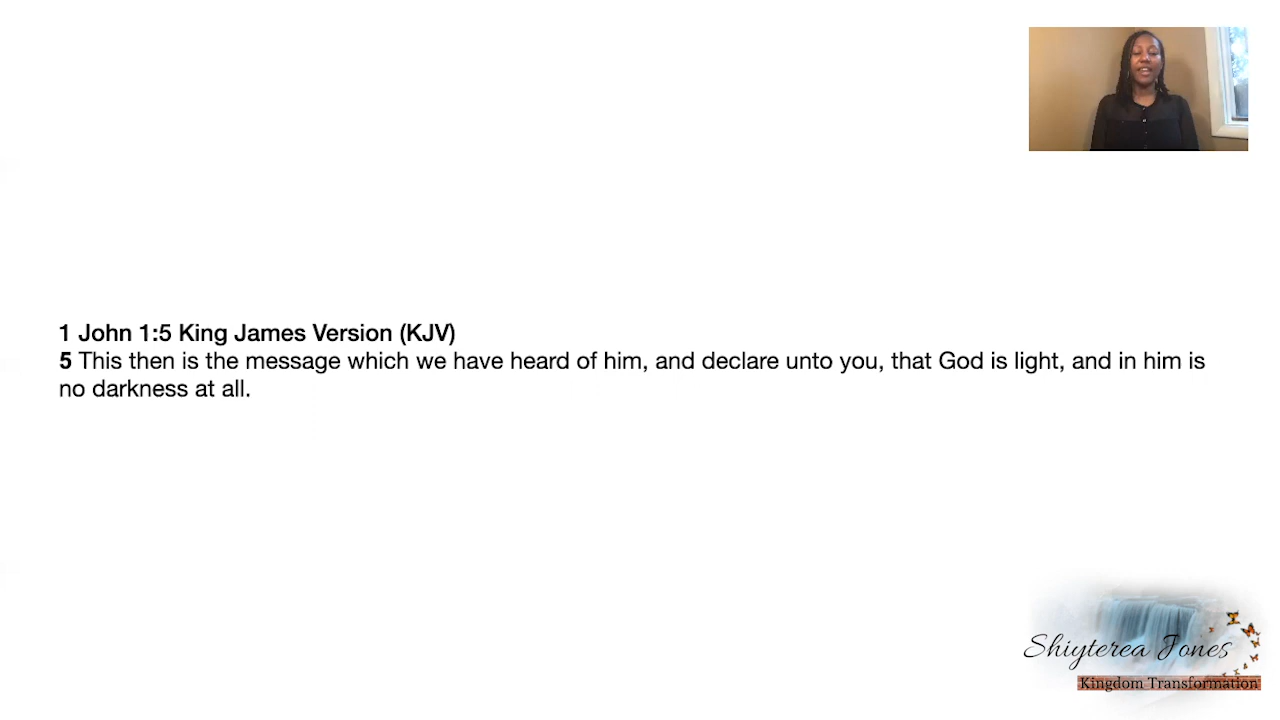 1 John 1:5 King James Version (KJV)
5 This then is the message which we have heard of him, and declare unto you, that God is light, and in him is
no darkness at all.
Shiyterea Jones
Kingdom Transformation